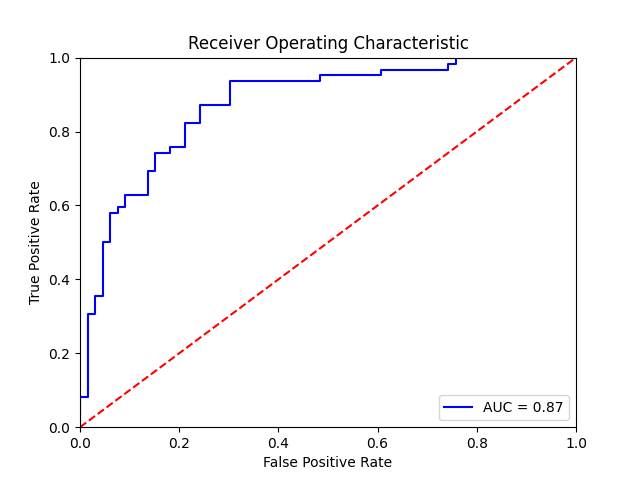 Receiver Operating Characteristic
1.0
0.8
0.6
0.4
0.2
0.0
True Positive Rate
AUC = 0.87
0.0 0.2 0.4 0.6 0.8 1.0
False Positive Rate